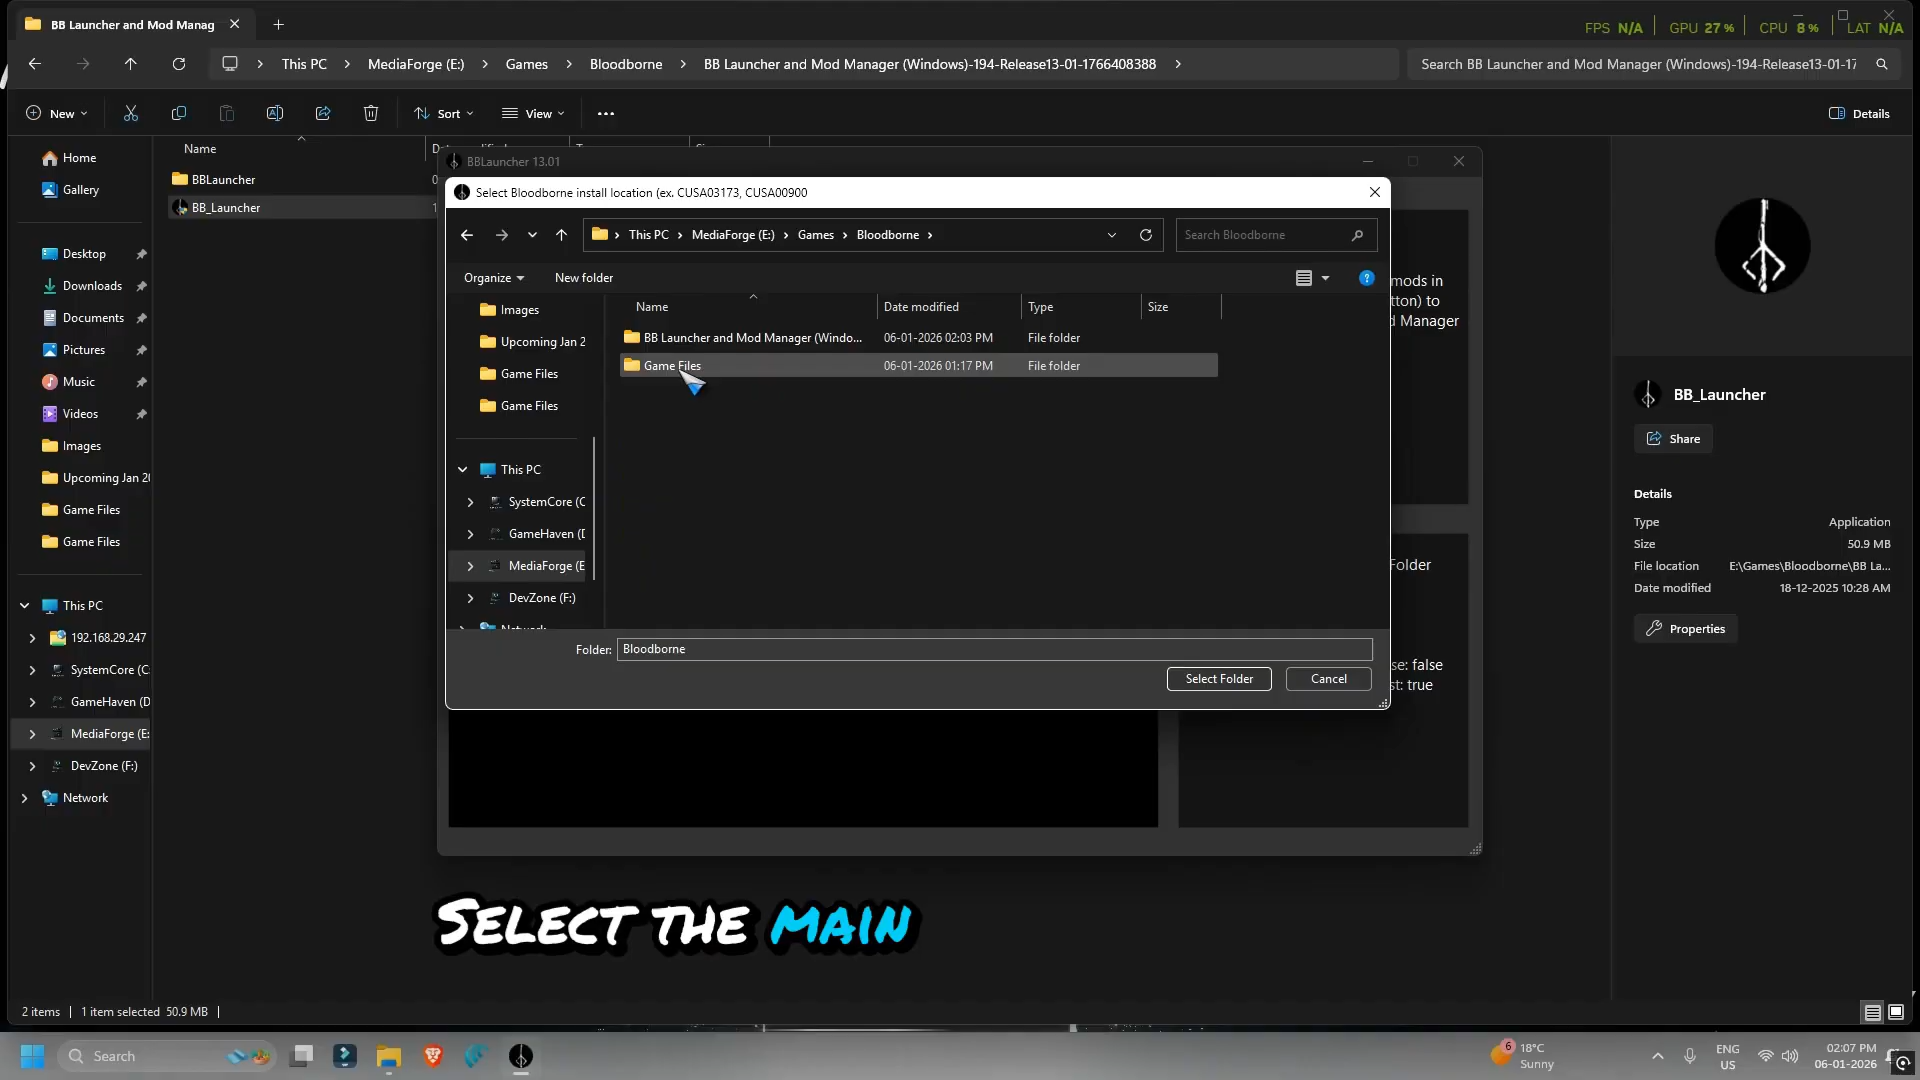 BB Launcher and Mod Manag
FPS N/A GPU 27 % CPU 8 % LAT N/A
This PC MediaForge (E:) Games Bloodborne BB Launcher and Mod Manager (Windows)-194-Release13-01-1766408388
Search BB Launcher and Mod Manager (Windows)-194-Release13-01-17
New Sort View Details
Name
BBLauncher
BB_Launcher
Home
Gallery
Desktop
Downloads
Documents
Pictures
Music
Videos
Images
Upcoming Jan 20
Game Files
Game Files
This PC
192.168.29.247
SystemCore (C:
GameHaven (D
MediaForge (E:
DevZone (F:)
Network
BBLauncher 13.01
Select Bloodborne install location (ex. CUSA03173, CUSA00900
This PC MediaForge (E:) Games Bloodborne
Search Bloodborne
Organize New folder
Images
Upcoming Jan 2
Game Files
Game Files
This PC
SystemCore (C
GameHaven (D
MediaForge (E
DevZone (F:)
Network
Name Date modified Type Size
BB Launcher and Mod Manager (Windo... 06-01-2026 02:03 PM File folder
Game Files 06-01-2026 01:17 PM File folder
Folder: Bloodborne
Select Folder Cancel
mods in
tton) to
d Manager
Folder
se: false
st: true
BB_Launcher
Share
Details
Type Application
Size 50.9 MB
File location E:\Games\Bloodborne\BB La...
Date modified 18-12-2025 10:28 AM
Properties
SELECT THE MAIN
2 items 1 item selected 50.9 MB
Search
6
18°C
Sunny
ENG
US
02:07 PM
06-01-2026